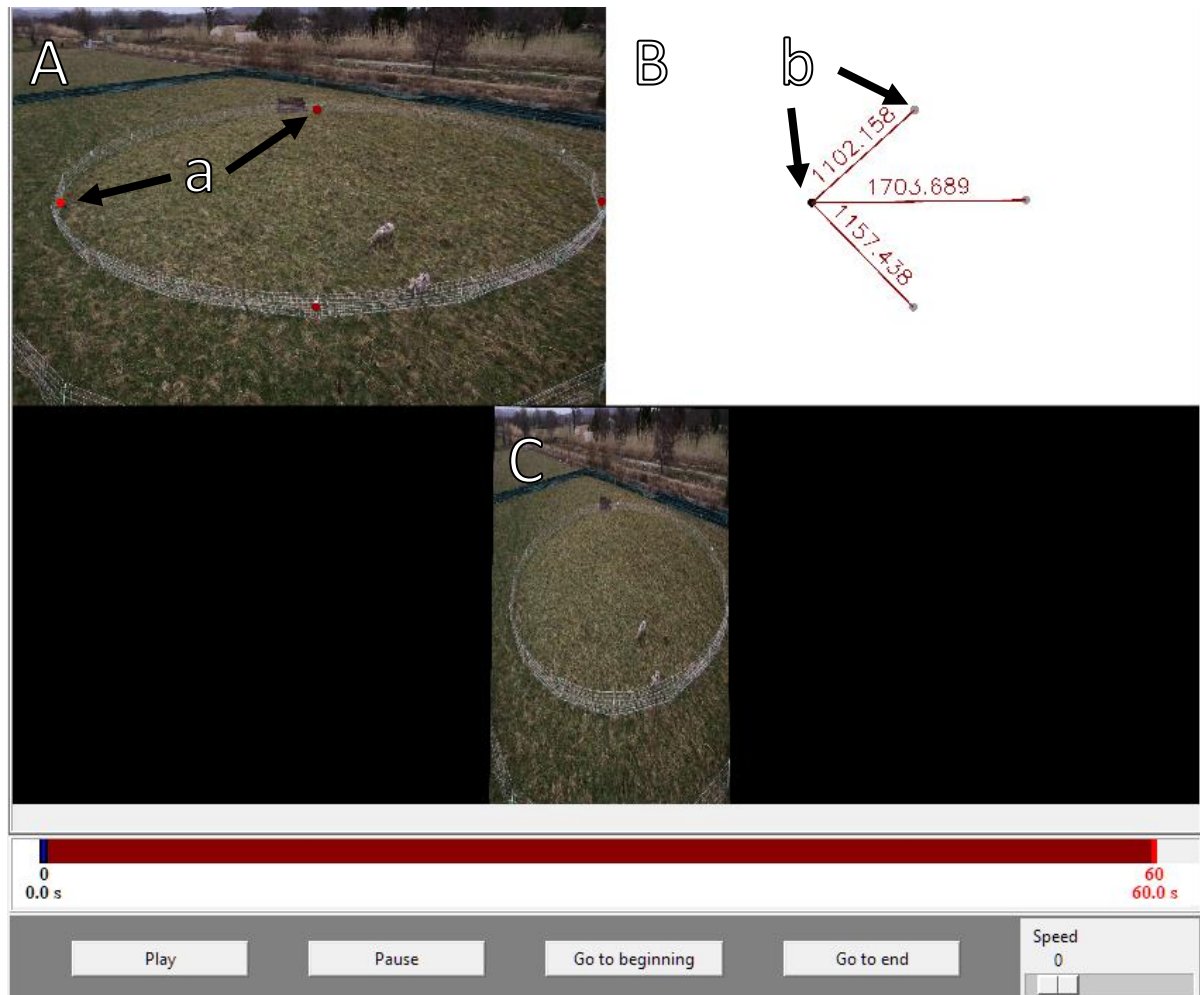 A
a
B
b
1102.158
1703.689
1157.438
C
0
60
0.0 s
60.0 s
Play
Pause
Go to beginning
Go to end
Speed
0